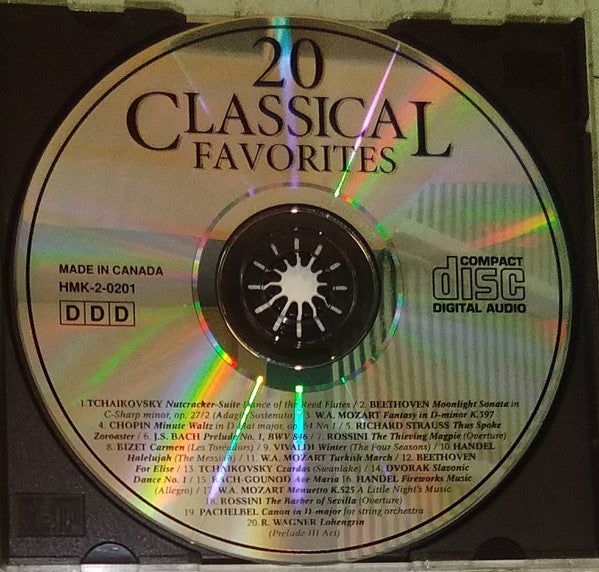 20
CLASSICAL
FAVORITES
MADE IN CANADA
HMK-2-0201
DDD
COMPACT
disc
DIGITAL AUDIO
1.TCHAIKOVSKY Nutcracker-Suite Dance of the Reed Flutes / 2. BEETHOVEN Moonlight Sonata in
C-Sharp minor, op. 27/2 (Adagio Sustenuto) / 3. W.A. MOZART Fantasy in D-minor K.397
4. CHOPIN Minute Waltz in D flat major, op. 64 No.1 / 5. RICHARD STRAUSS Thus Spoke
Zoroaster / 6. J.S. BACH Prelude No. 1, BWV 846 / 7. ROSSINI The Thieving Magpie (Overture)
8. BIZET Carmen (Les Toreadors) / 9. VIVALDI Winter (The Four Seasons) / 10. HANDEL
Halelujah (The Messiah) / 11. W.A. MOZART Turkish March / 12. BEETHOVEN
For Elise / 13. TCHAIKOVSKY Czardas (Swanlake) / 14. DVORAK Slavonic
Dance No. 1 / 15. BACH-GOUNOD Ave Maria / 16. HANDEL Fireworks Music
(Allegro) / 17. W.A. MOZART Menuetto K.525 A Little Night's Music
18. ROSSINI The Barber of Sevilla (Overture)
19. PACHELBEL Canon in D-major for string orchestra
20. R. WAGNER Lohengrin
(Prelude III Act)